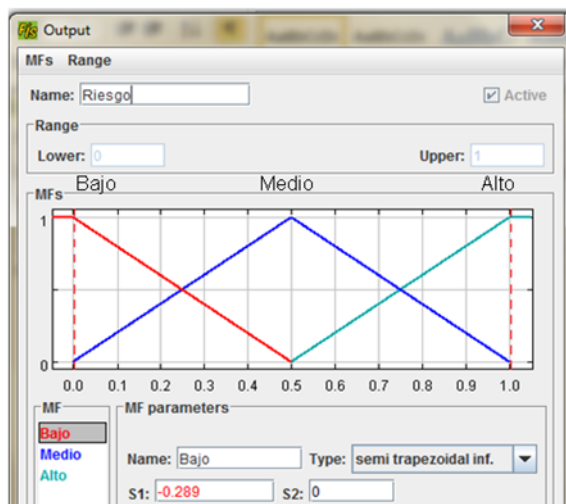 Fis Output
MFs Range
Name: Riesgo Active
Range
Lower: 0 Upper: 1
Bajo Medio Alto
MFs
1
0
0.0 0.1 0.2 0.3 0.4 0.5 0.6 0.7 0.8 0.9 1.0
MF MF parameters
Bajo
Medio
Alto
Name: Bajo Type: semi trapezoidal inf.
S1: -0.289 S2: 0